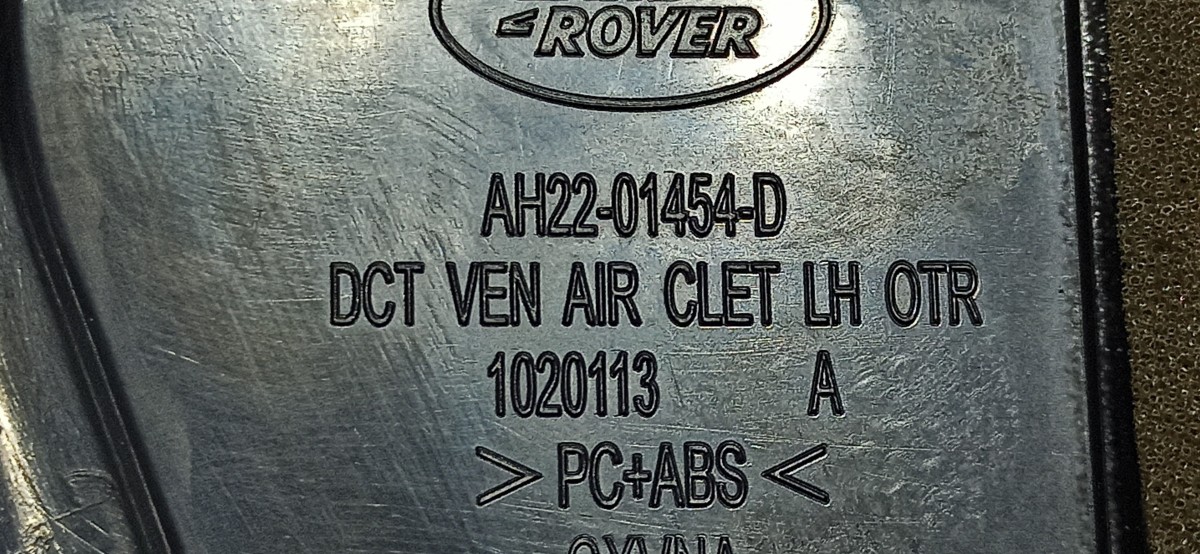 ROVER
AH22-01454-D
DCT VEN AIR CLET LH OTR
1020113 A
>PC+ABS<